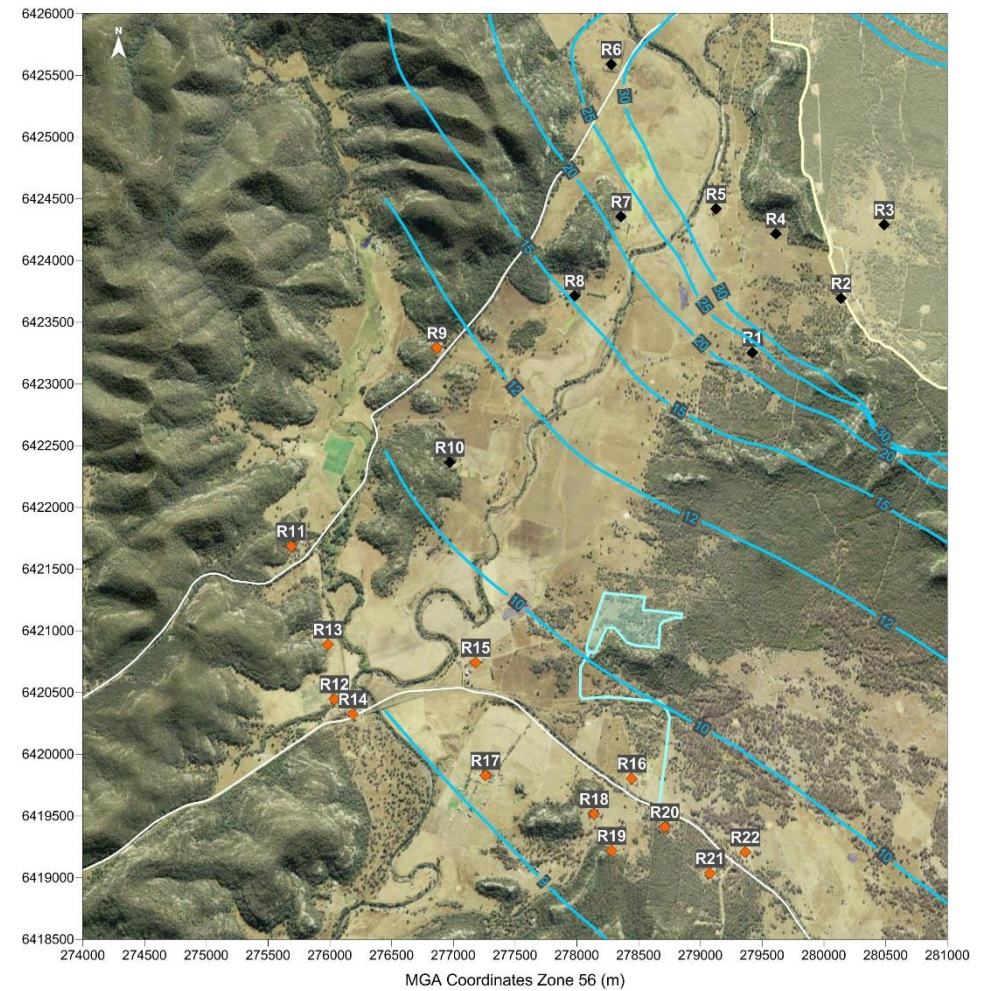 6426000
N
R6
6425500
25
30
6425000
20
6424500
R7
R5
R4
R3
15
6424000
R8
R2
30
25
6423500
R9
R1
20
6423000
12
15
6422500
R10
30
20
6422000
15
12
R11
6421500
10
6421000
R13
12
R15
6420500
R12
R14
10
6420000
R17
R16
6419500
R18
R20
R19
R22
10
R21
6419000
9
6418500
274000 274500 275000 275500 276000 276500 277000 277500 278000 278500 279000 279500 280000 280500 281000
MGA Coordinates Zone 56 (m)